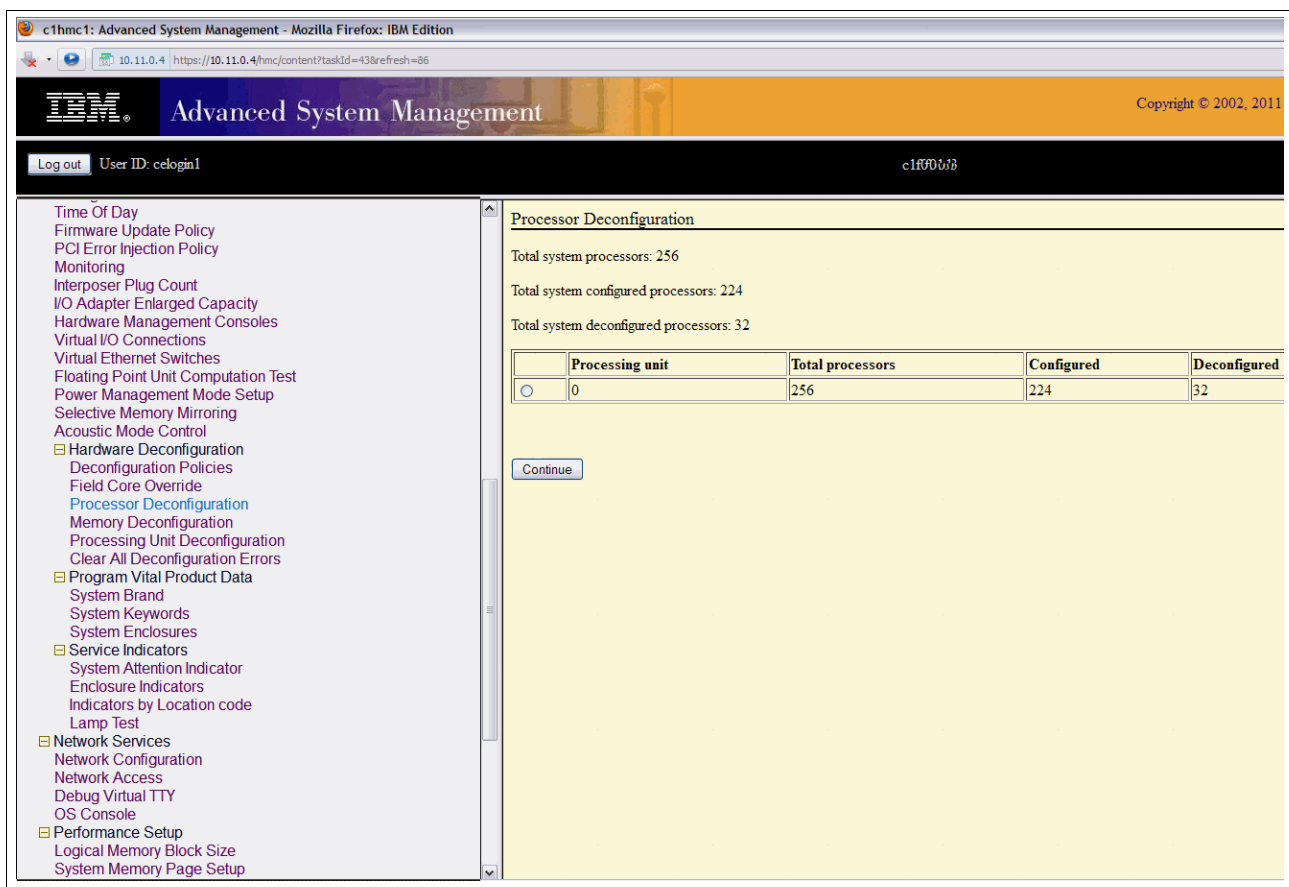 c1hmc1: Advanced System Management - Mozilla Firefox: IBM Edition
10.11.0.4 https://10.11.0.4/hmc/content?taskId=43&refresh=86
IBM® Advanced System Management
Copyright © 2002, 2011
Log out User ID: celogin1
Time Of Day
Firmware Update Policy
PCI Error Injection Policy
Monitoring
Interposer Plug Count
I/O Adapter Enlarged Capacity
Hardware Management Consoles
Virtual I/O Connections
Virtual Ethernet Switches
Floating Point Unit Computation Test
Power Management Mode Setup
Selective Memory Mirroring
Acoustic Mode Control
Hardware Deconfiguration
Deconfiguration Policies
Field Core Override
Processor Deconfiguration
Memory Deconfiguration
Processing Unit Deconfiguration
Clear All Deconfiguration Errors
Program Vital Product Data
System Brand
System Keywords
System Enclosures
Service Indicators
System Attention Indicator
Enclosure Indicators
Indicators by Location code
Lamp Test
Network Services
Network Configuration
Network Access
Debug Virtual TTY
OS Console
Performance Setup
Logical Memory Block Size
System Memory Page Setup
Processor Deconfiguration
Total system processors: 256
Total system configured processors: 224
Total system deconfigured processors: 32
Processing unit Total processors Configured Deconfigured
0 256 224 32
Continue